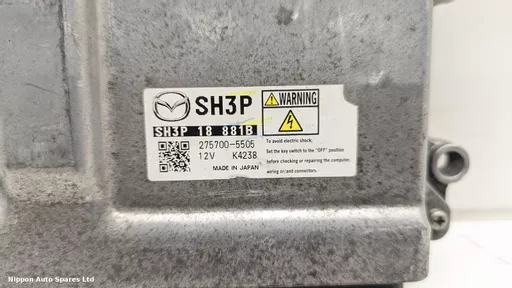 SH3P
WARNING
SH3P 18 881B
275700-5505
12V K4238
MADE IN JAPAN
To avoid electric shock:
Set the key switch to the "OFF" position
before checking or repairing the computer,
wiring or/and connectors.
Nippon Auto Spares Ltd